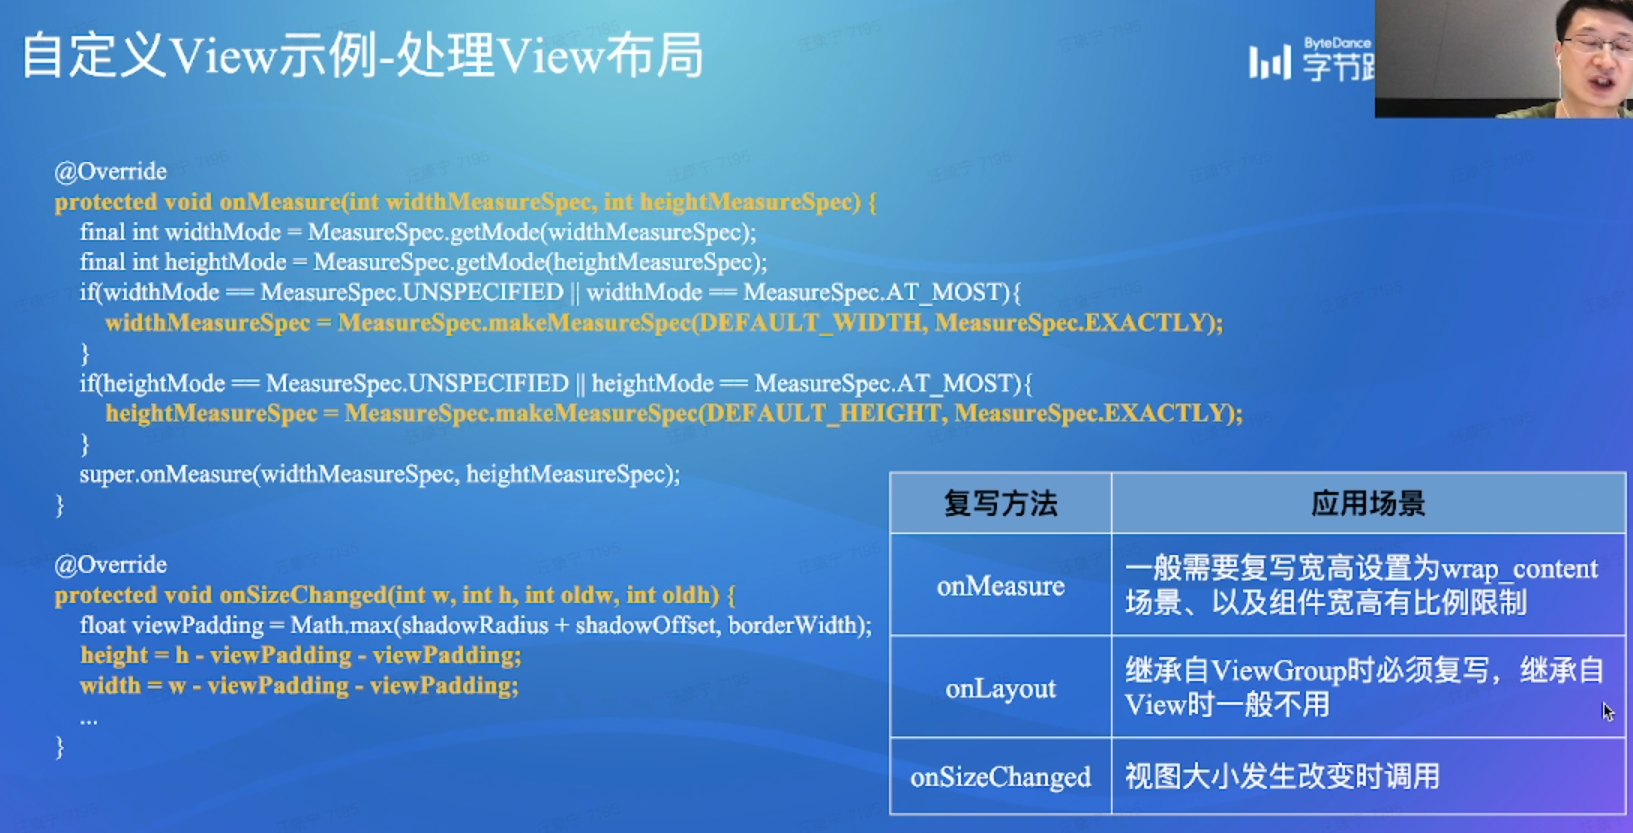 自定义View示例-处理View布局
ByteDance
字节
@Override
protected void onMeasure(int widthMeasureSpec, int heightMeasureSpec) {
final int widthMode = MeasureSpec.getMode(widthMeasureSpec);
final int heightMode = MeasureSpec.getMode(heightMeasureSpec);
if(widthMode == MeasureSpec.UNSPECIFIED || widthMode == MeasureSpec.AT_MOST){
widthMeasureSpec = MeasureSpec.makeMeasureSpec(DEFAULT_WIDTH, MeasureSpec.EXACTLY);
}
if(heightMode == MeasureSpec.UNSPECIFIED || heightMode == MeasureSpec.AT_MOST){
heightMeasureSpec = MeasureSpec.makeMeasureSpec(DEFAULT_HEIGHT, MeasureSpec.EXACTLY);
}
super.onMeasure(widthMeasureSpec, heightMeasureSpec);
}
@Override
protected void onSizeChanged(int w, int h, int oldw, int oldh) {
float viewPadding = Math.max(shadowRadius + shadowOffset, borderWidth);
height = h - viewPadding - viewPadding;
width = w - viewPadding - viewPadding;
...
}
复写方法 应用场景
onMeasure 一般需要复写宽高设置为wrap_content
场景、以及组件宽高有比例限制
onLayout 继承自ViewGroup时必须复写，继承自
View时一般不用
onSizeChanged 视图大小发生改变时调用